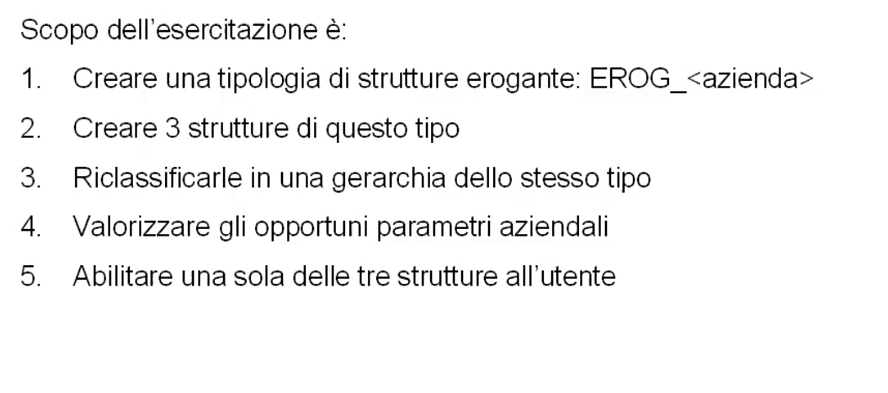 Scopo dell'esercitazione è:
1. Creare una tipologia di strutture erogante: EROG_<azienda>
2. Creare 3 strutture di questo tipo
3. Riclassificarle in una gerarchia dello stesso tipo
4. Valorizzare gli opportuni parametri aziendali
5. Abilitare una sola delle tre strutture all'utente